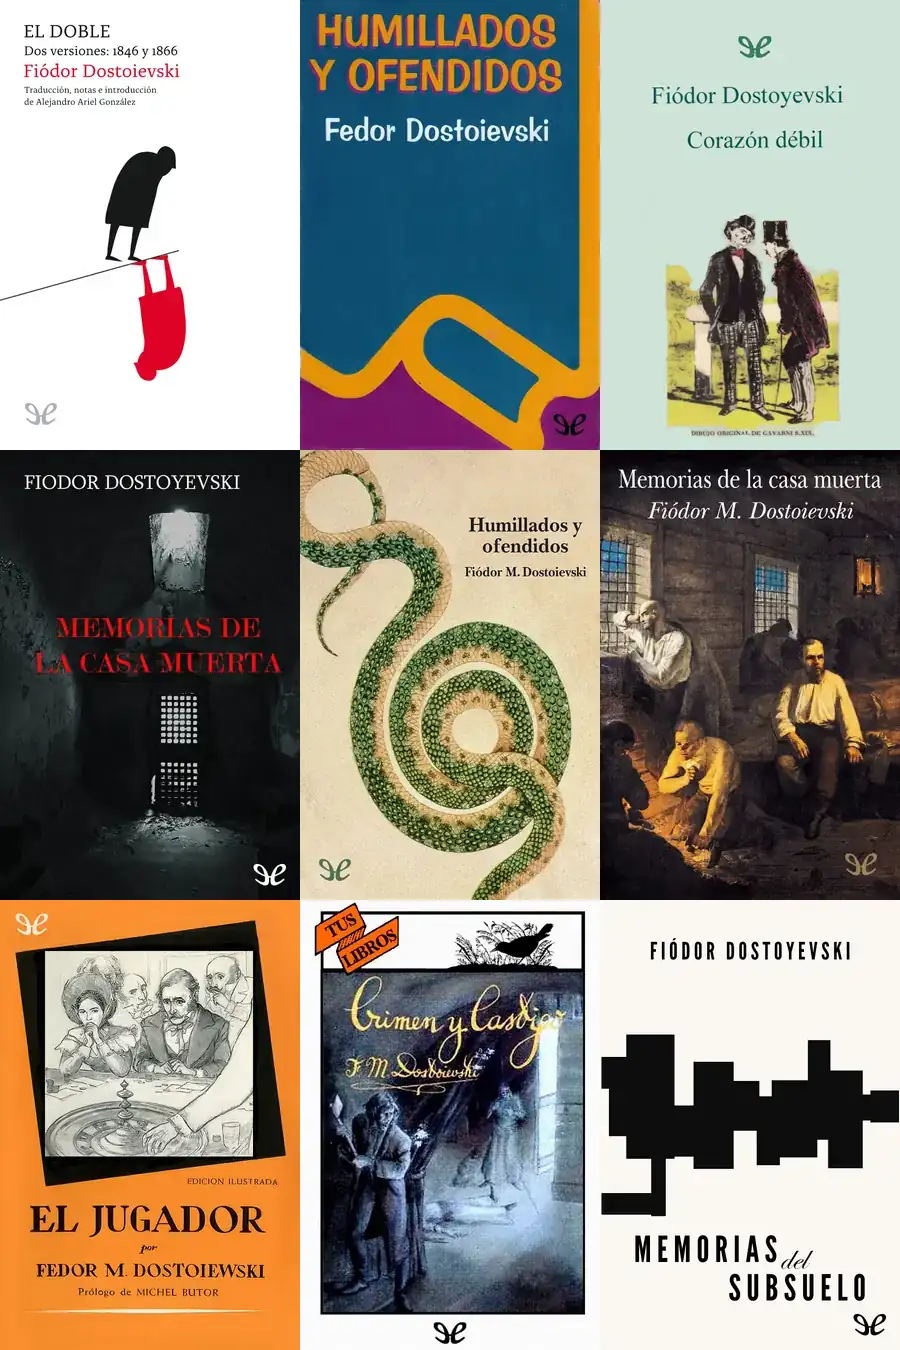 EL DOBLE
Dos versiones: 1846 y 1866
Fiódor Dostoievski
Traducción, notas e introducción
de Alejandro Ariel González
HUMILLADOS
Y OFENDIDOS
Fedor Dostoievski
Fiódor Dostoyevski
Corazón débil
DIBUJO ORIGINAL DE GAVARNI S.XIX.
FIODOR DOSTOYEVSKI
MEMORIAS DE
LA CASA MUERTA
Humillados y
ofendidos
Fiódor M. Dostoievski
Memorias de la casa muerta
Fiódor M. Dostoievski
EDICION ILUSTRADA
EL JUGADOR
por
FEDOR M. DOSTOIEWSKI
Prólogo de MICHEL BUTOR
TUS
LIBROS
Crimen y Castigo
F. M. Dostoiewski
FIÓDOR DOSTOYEVSKI
MEMORIAS del
SUBSUELO